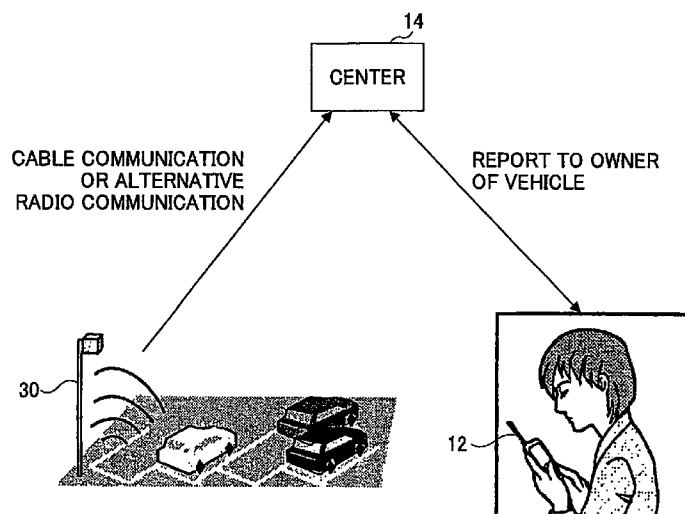 14
CENTER
CABLE COMMUNICATION
OR ALTERNATIVE
RADIO COMMUNICATION
REPORT TO OWNER
OF VEHICLE
30
12